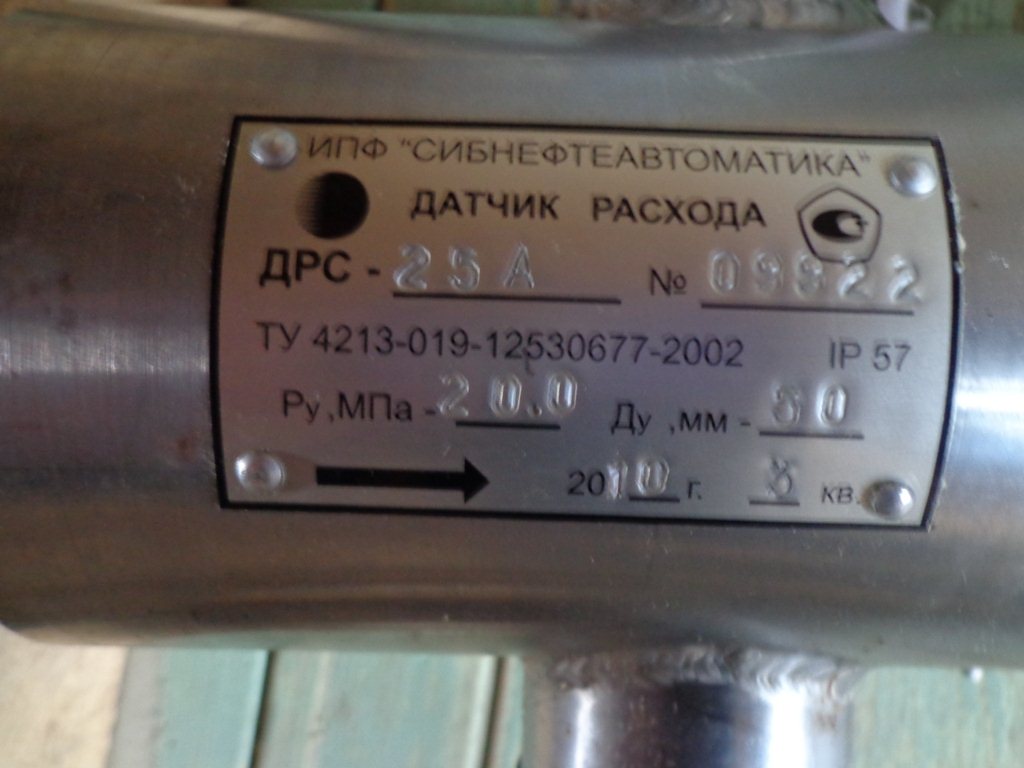 ИПФ "СИБНЕФТЕАВТОМАТИКА"
ДАТЧИК РАСХОДА
ДРС - 25А № 09922
ТУ 4213-019-12530677-2002 IP 57
Ру,МПа - 20.0 Ду ,мм - 50
2010 г. 3 кв.